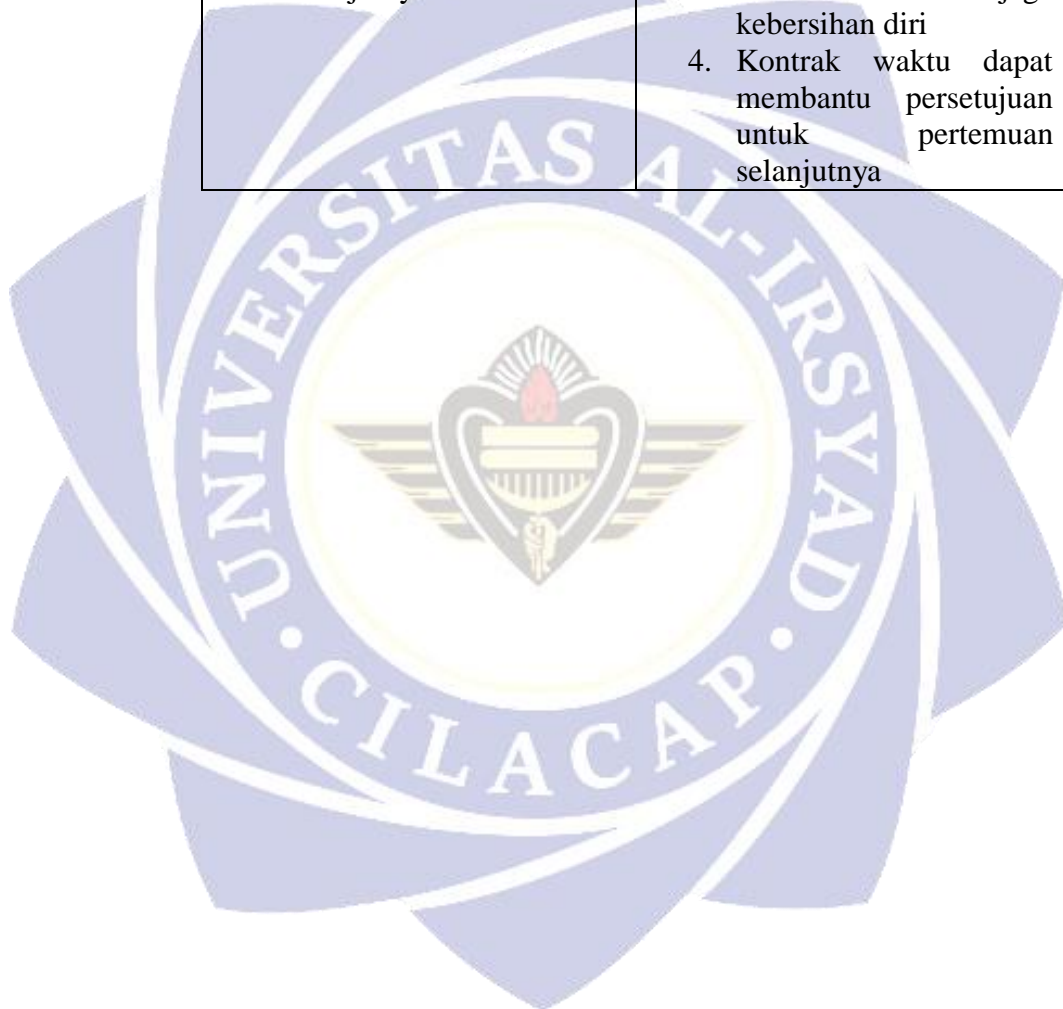 kebersihan diri
4. Kontrak waktu dapat
membantu persetujuan
untuk pertemuan
selanjutnya
UNIVERSITAS AL-IRSYAD
CILACAP